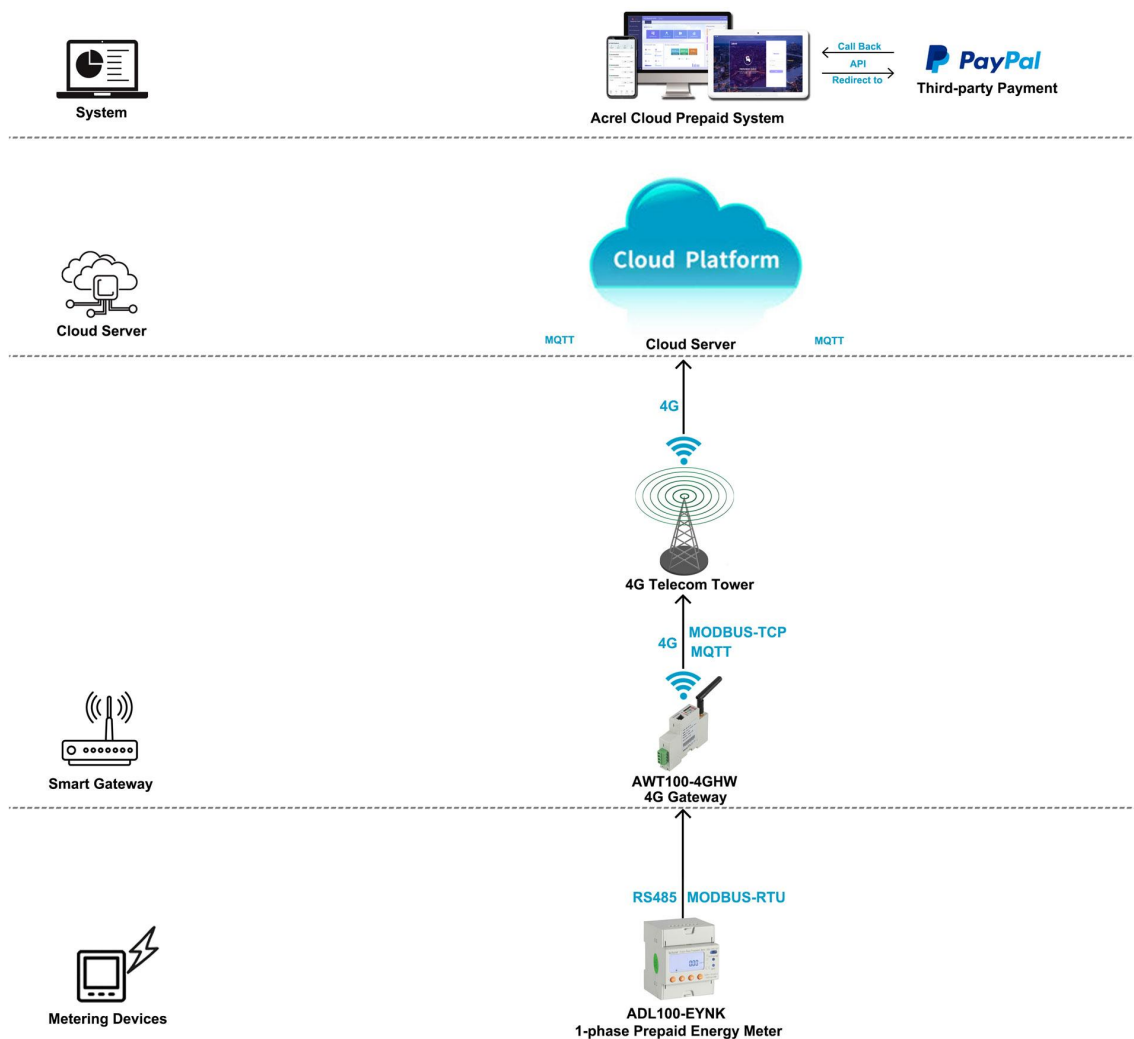 Call Back
API
Redirect to
PayPal
Third-party Payment
System
Acrel Cloud Prepaid System
Cloud Platform
Cloud Server
MQTT
Cloud Server
MQTT
4G
4G Telecom Tower
4G
MODBUS-TCP
MQTT
Smart Gateway
AWT100-4GHW
4G Gateway
RS485
MODBUS-RTU
Metering Devices
ADL100-EYNK
1-phase Prepaid Energy Meter